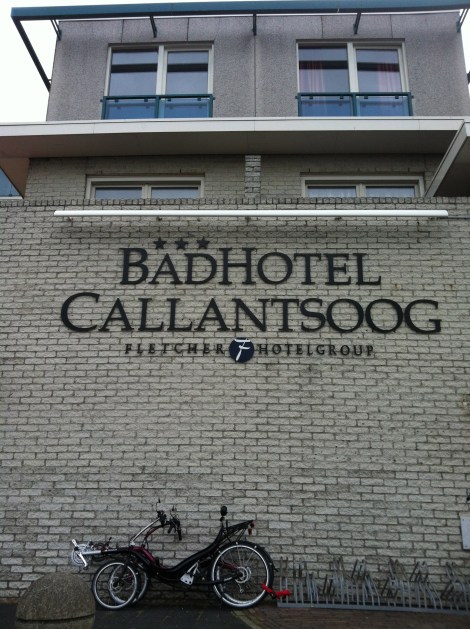 ★★★
BADHOTEL
CALLANTSOOG
FLETCHER F HOTELGROUP